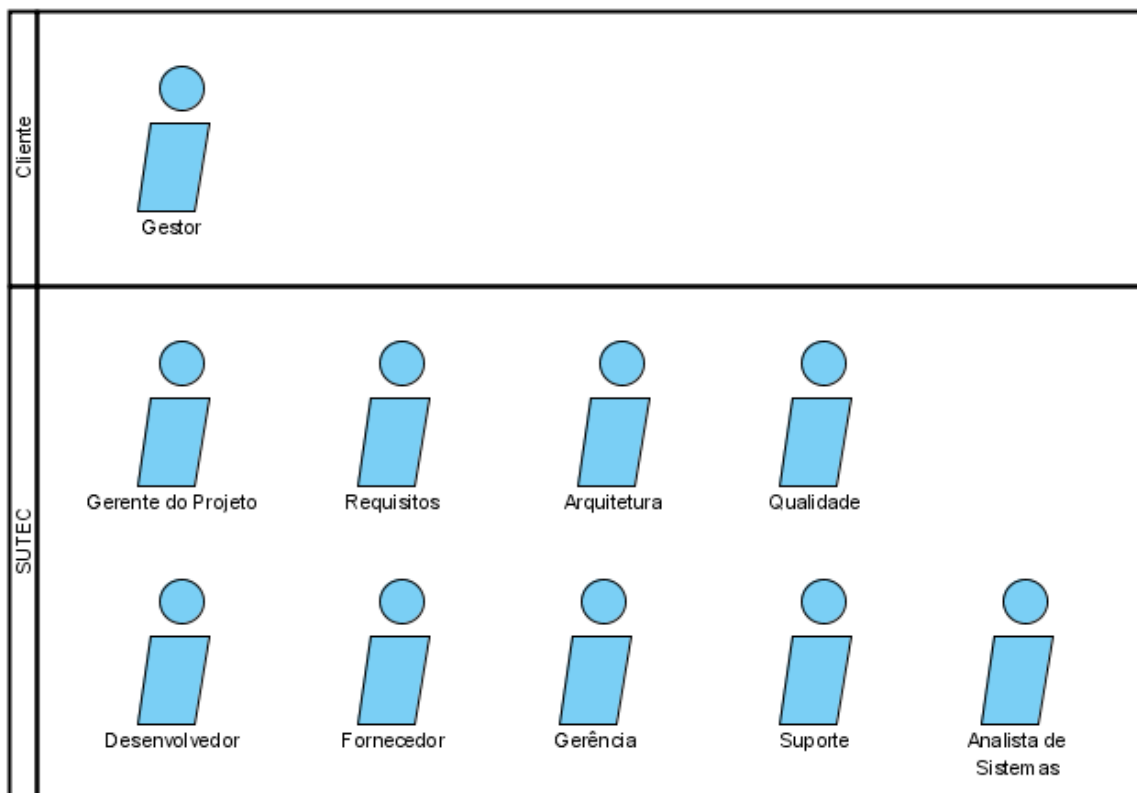 Cliente
Gestor
SUTEC
Gerente do Projeto
Requisitos
Arquitetura
Qualidade
Desenvolvedor
Fornecedor
Gerência
Suporte
Analista de
Sistemas